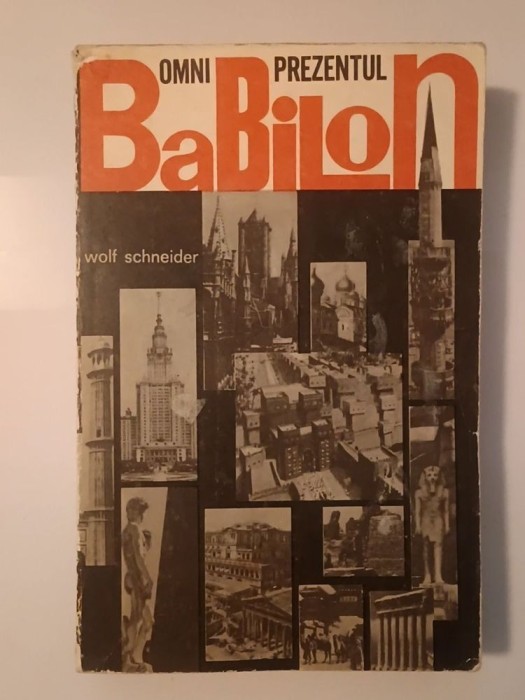 OMNI PREZENTUL
BaBiLon
wolf schneider